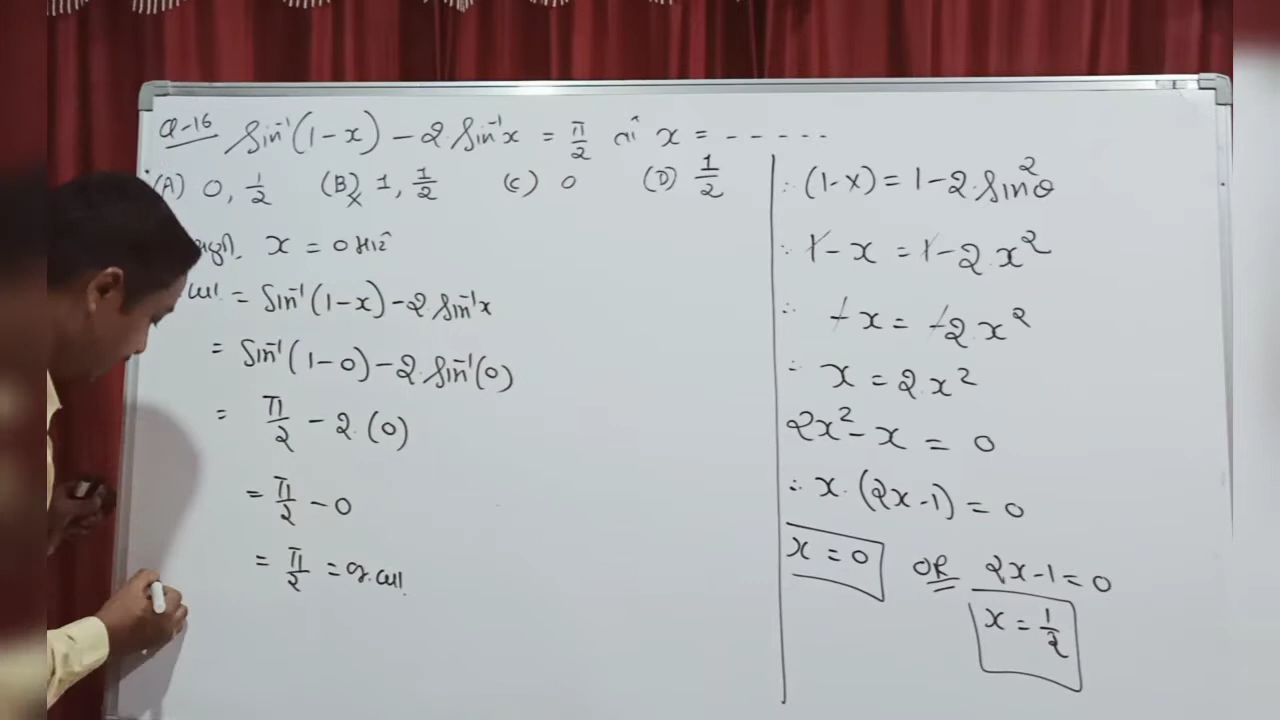 Q-16 Sin⁻¹(1-x) - 2 Sin⁻¹x = π/2 તો x = - - - - - -
(A) 0, 1/2 (B) 1, 1/2 (C) 0 (D) 1/2
x = 0 માટે
= Sin⁻¹(1-x) - 2 Sin⁻¹x
= Sin⁻¹(1-0) - 2 Sin⁻¹(0)
= π/2 - 2.(0)
= π/2 - 0
= π/2 = જ.બા.
∴ (1-x) = 1 - 2 Sin²θ
∴ 1 - x = 1 - 2x²
∴ -x = -2x²
∴ x = 2x²
2x² - x = 0
∴ x.(2x-1) = 0
x = 0 OR 2x-1 = 0
x = 1/2